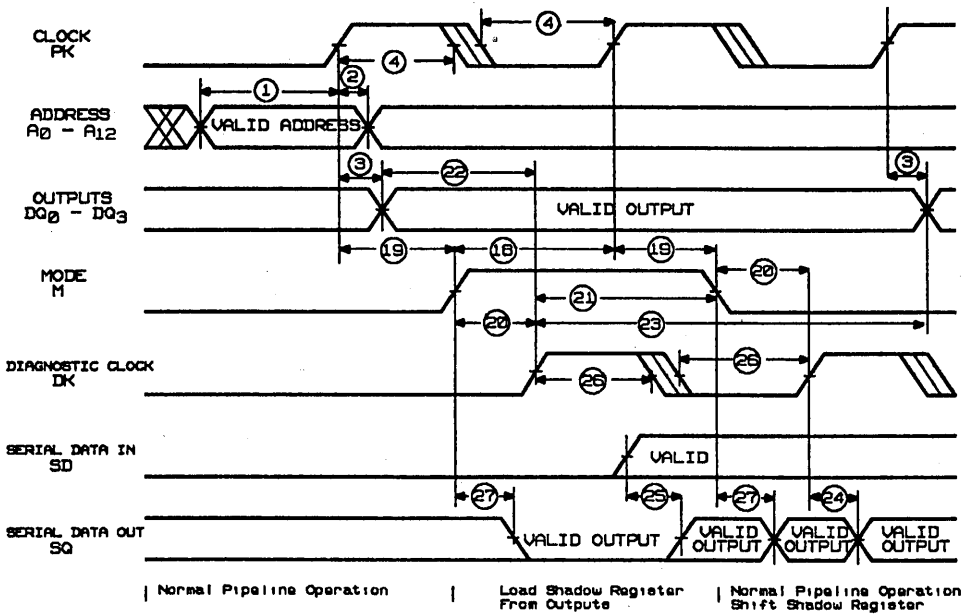 CLOCK
PK
4
a
4
1
2
ADDRESS
A0 - A12
VALID ADDRESS
3
22
3
OUTPUTS
DQ0 - DQ3
VALID OUTPUT
19
18
19
MODE
M
20
21
20
23
DIAGNOSTIC CLOCK
DK
26
26
SERIAL DATA IN
SD
VALID
27
25
27
24
SERIAL DATA OUT
SQ
VALID OUTPUT
VALID
OUTPUT
VALID
OUTPUT
VALID
OUTPUT
Normal Pipeline Operation
Load Shadow Register
From Outputs
Normal Pipeline Operation
Shift Shadow Register